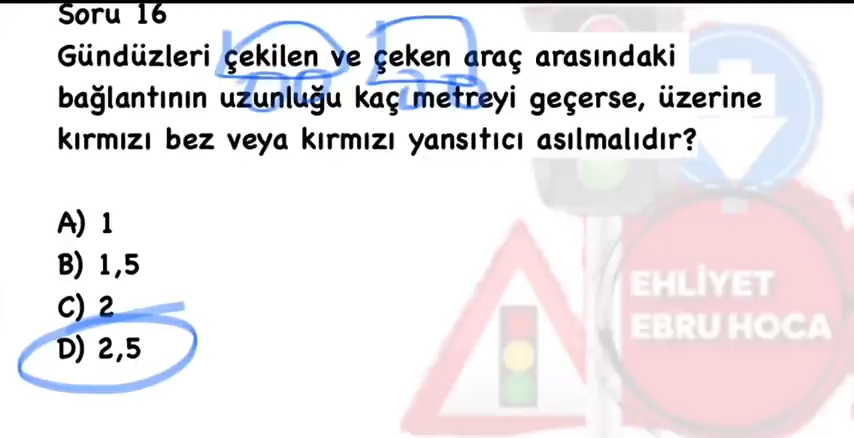 Soru 16
Gündüzleri çekilen ve çeken araç arasındaki
bağlantının uzunluğu kaç metreyi geçerse, üzerine
kırmızı bez veya kırmızı yansıtıcı asılmalıdır?
A) 1
B) 1,5
C) 2
D) 2,5
EHLİYET
EBRU HOCA